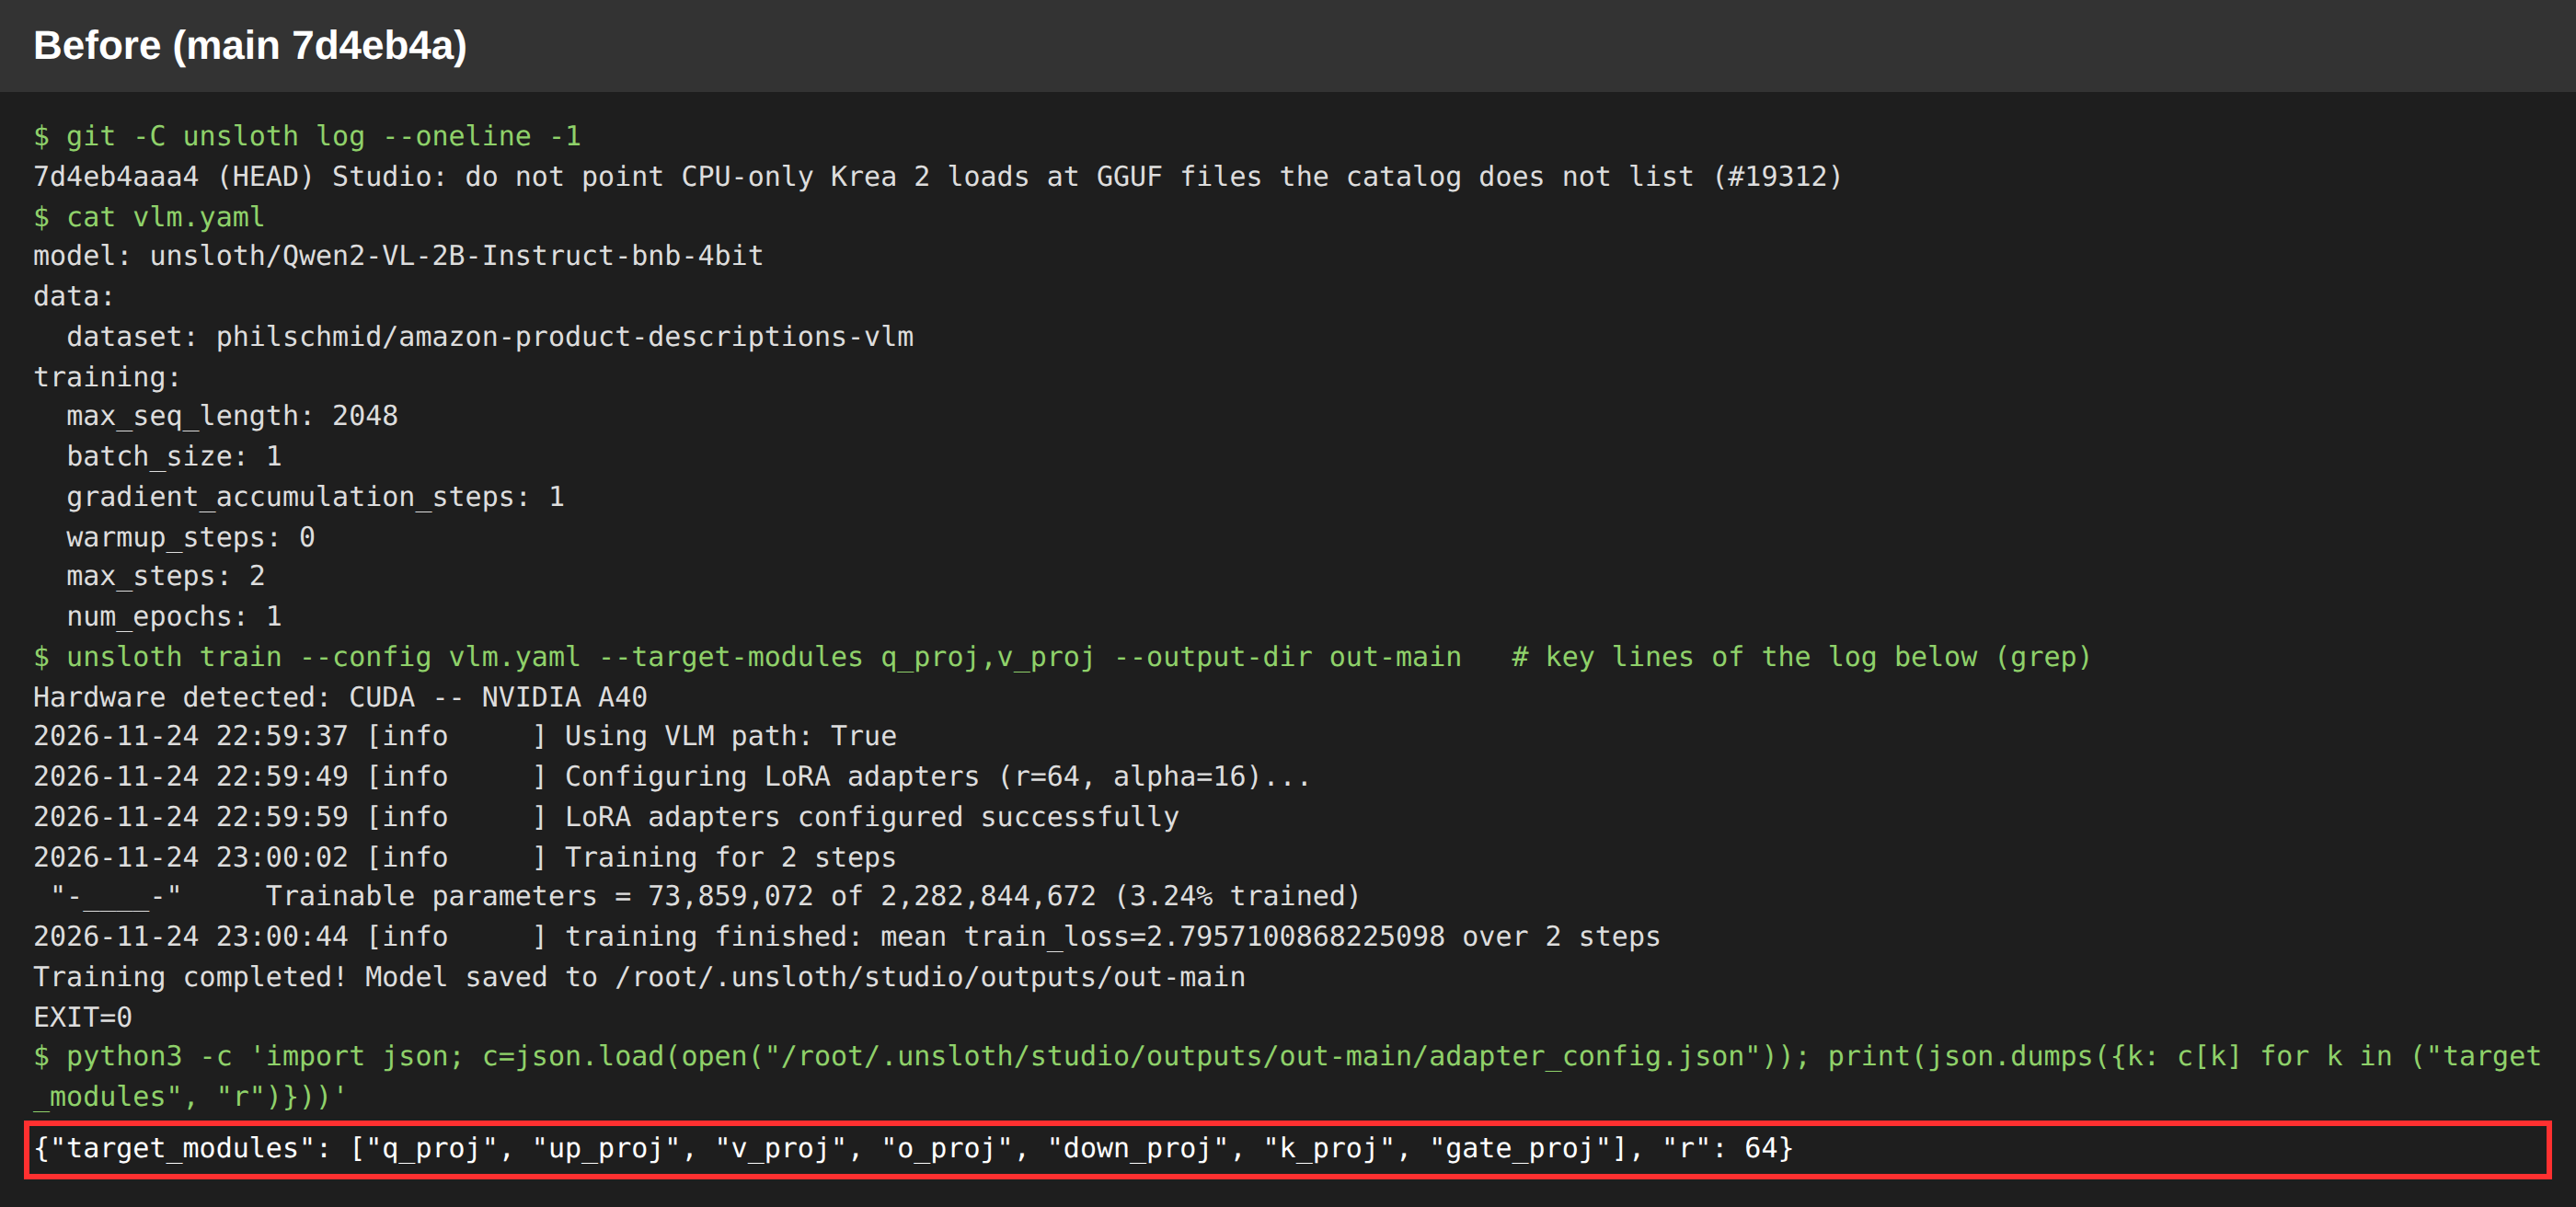 Before (main 7d4eb4a)
$ git -C unsloth log --oneline -1
7d4eb4aaa4 (HEAD) Studio: do not point CPU-only Krea 2 loads at GGUF files the catalog does not list (#19312)
$ cat vlm.yaml
model: unsloth/Qwen2-VL-2B-Instruct-bnb-4bit
data:
  dataset: philschmid/amazon-product-descriptions-vlm
training:
  max_seq_length: 2048
  batch_size: 1
  gradient_accumulation_steps: 1
  warmup_steps: 0
  max_steps: 2
  num_epochs: 1
$ unsloth train --config vlm.yaml --target-modules q_proj,v_proj --output-dir out-main   # key lines of the log below (grep)
Hardware detected: CUDA -- NVIDIA A40
2026-11-24 22:59:37 [info     ] Using VLM path: True
2026-11-24 22:59:49 [info     ] Configuring LoRA adapters (r=64, alpha=16)...
2026-11-24 22:59:59 [info     ] LoRA adapters configured successfully
2026-11-24 23:00:02 [info     ] Training for 2 steps
 "-____-"     Trainable parameters = 73,859,072 of 2,282,844,672 (3.24% trained)
2026-11-24 23:00:44 [info     ] training finished: mean train_loss=2.7957100868225098 over 2 steps
Training completed! Model saved to /root/.unsloth/studio/outputs/out-main
EXIT=0
$ python3 -c 'import json; c=json.load(open("/root/.unsloth/studio/outputs/out-main/adapter_config.json")); print(json.dumps({k: c[k] for k in ("target
_modules", "r")}))'
{"target_modules": ["q_proj", "up_proj", "v_proj", "o_proj", "down_proj", "k_proj", "gate_proj"], "r": 64}